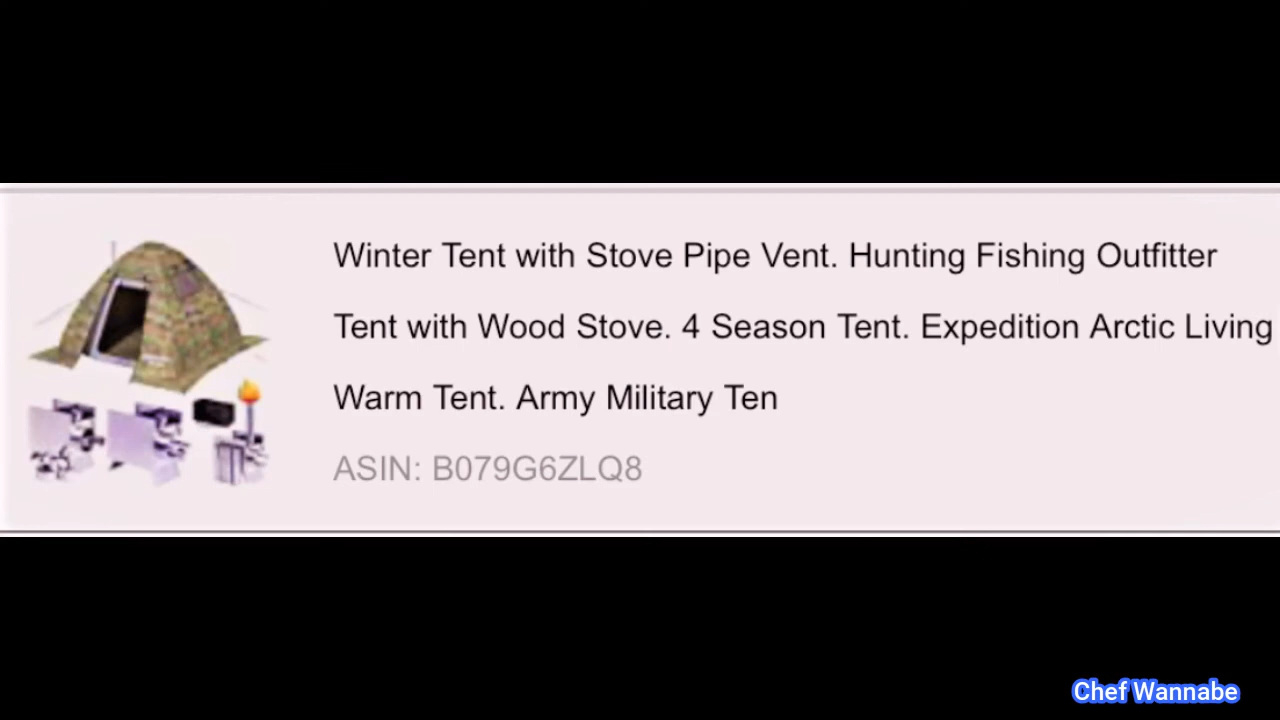 Winter Tent with Stove Pipe Vent. Hunting Fishing Outfitter
Tent with Wood Stove. 4 Season Tent. Expedition Arctic Living
Warm Tent. Army Military Ten
ASIN: B079G6ZLQ8
Chef Wannabe